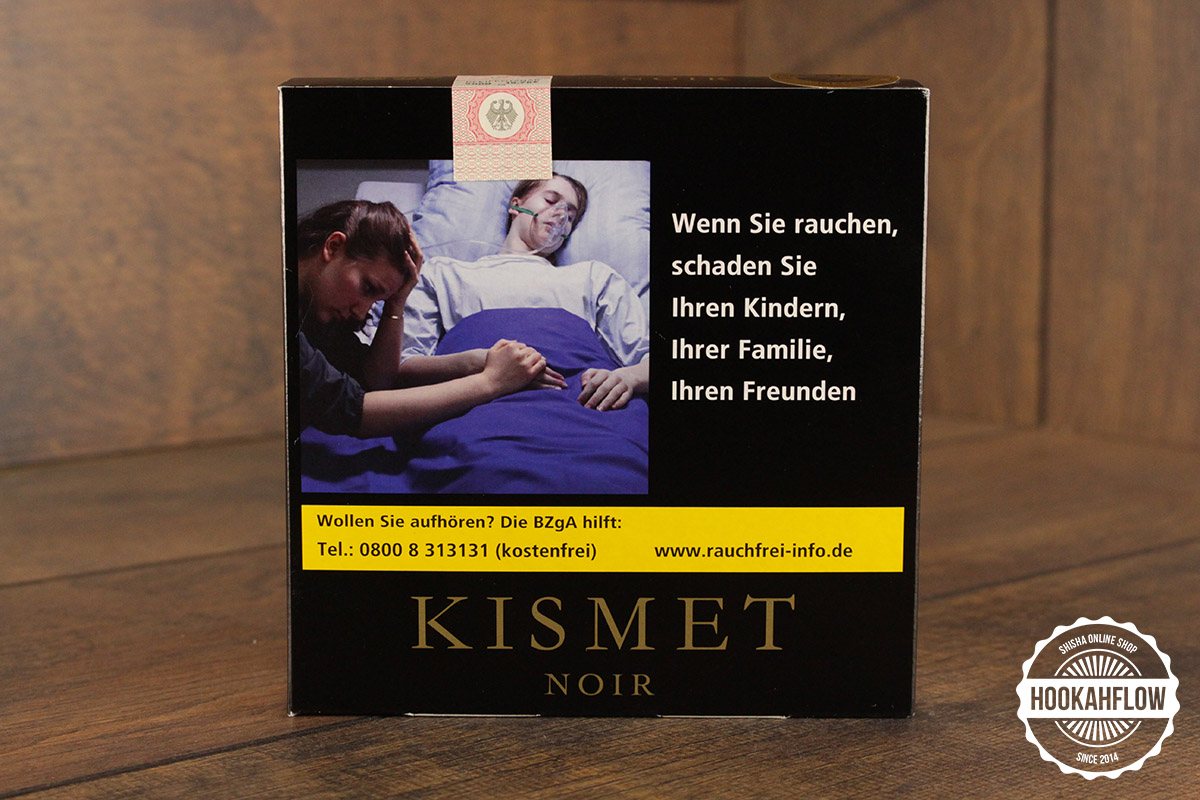 NOIR
Wenn Sie rauchen,
schaden Sie
Ihren Kindern,
Ihrer Familie,
Ihren Freunden
Wollen Sie aufhören? Die BZgA hilft:
Tel.: 0800 8 313131 (kostenfrei) www.rauchfrei-info.de
KISMET
NOIR
SHISHA ONLINE SHOP
HOOKAHFLOW
SINCE 2014